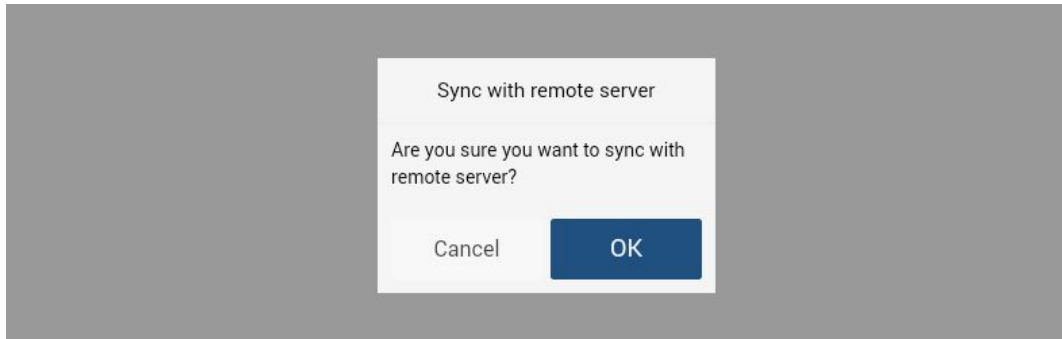 Sync with remote server
Are you sure you want to sync with
remote server?
Cancel
OK